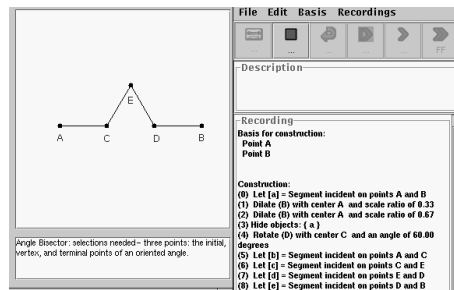 File Edit Basis Recordings
...
...
...
...
...
FF
Description
E
A
C
D
B
Recording
Basis for construction:
Point A
Point B
Construction:
(0) Let [a] = Segment incident on points A and B
(1) Dilate (B) with center A and scale ratio of 0.33
(2) Dilate (B) with center A and scale ratio of 0.67
(3) Hide objects: { a }
(4) Rotate (D) with center C and an angle of 60.00
degrees
(5) Let [b] = Segment incident on points A and C
(6) Let [c] = Segment incident on points C and E
(7) Let [d] = Segment incident on points E and D
(8) Let [e] = Segment incident on points D and B
Angle Bisector: selections needed– three points: the initial,
vertex, and terminal points of an oriented angle.